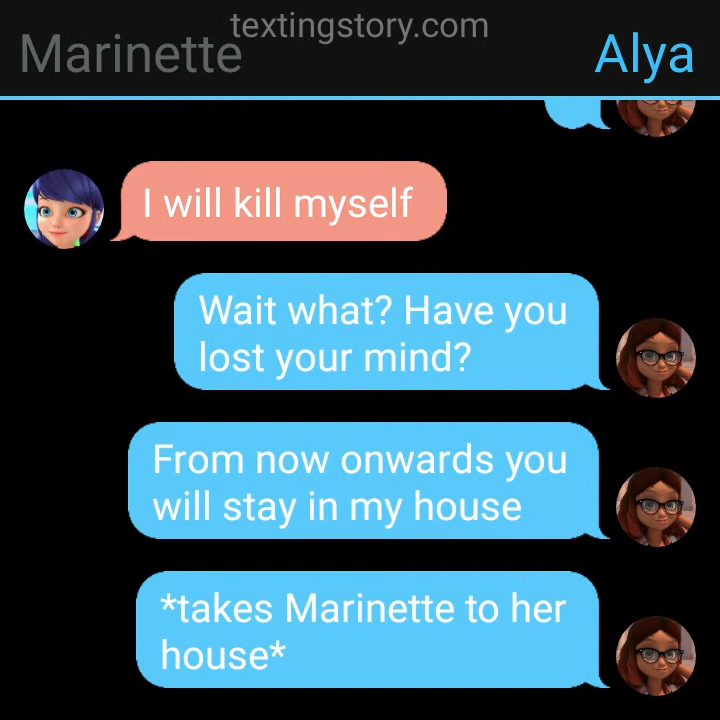 textingstory.com
Marinette
Alya
I will kill myself
Wait what? Have you
lost your mind?
From now onwards you
will stay in my house
*takes Marinette to her
house*